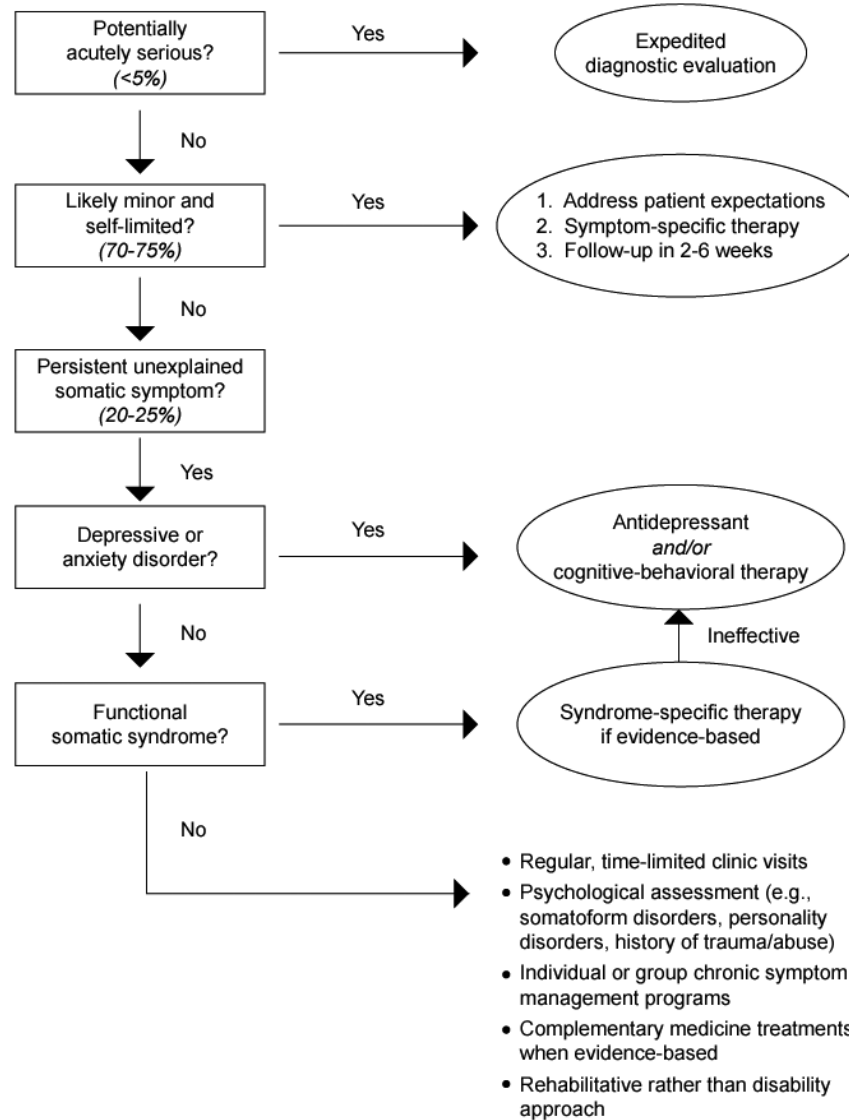 Potentially
acutely serious?
(<5%)
Yes
Expedited
diagnostic evaluation
No
Likely minor and
self-limited?
(70-75%)
Yes
1. Address patient expectations
2. Symptom-specific therapy
3. Follow-up in 2-6 weeks
No
Persistent unexplained
somatic symptom?
(20-25%)
Yes
Depressive or
anxiety disorder?
Yes
Antidepressant
and/or
cognitive-behavioral therapy
No
Ineffective
Functional
somatic syndrome?
Yes
Syndrome-specific therapy
if evidence-based
No
• Regular, time-limited clinic visits
• Psychological assessment (e.g.,
somatoform disorders, personality
disorders, history of trauma/abuse)
• Individual or group chronic symptom
management programs
• Complementary medicine treatments
when evidence-based
• Rehabilitative rather than disability
approach